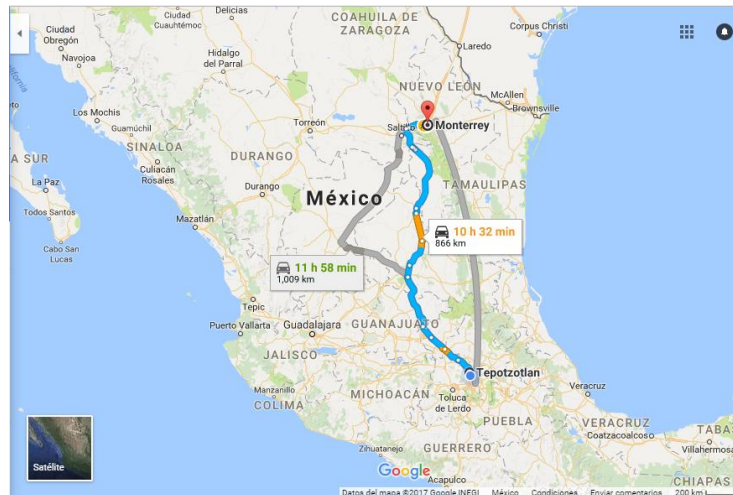 Ciudad
Obregón
Navojoa
Ciudad
Cuauhtémoc
Delicias
COAHUILA DE
ZARAGOZA
Corpus Christi
Hidalgo
del Parral
Laredo
NUEVO LEÓN
McAllen
Brownsville
Los Mochis
Guamúchil
Torreón
Saltillo
Monterrey
SINALOA
Culiacán
Rosales
A SUR
DURANGO
La Paz
Durango
TAMAULIPAS
México
Todos Santos
Mazatlán
Cabo San
Lucas
10 h 32 min
866 km
11 h 58 min
1,009 km
Tepic
Puerto Vallarta
Guadalajara
GUANAJUATO
JALISCO
Tepotzotlan
Manzanillo
COLIMA
MICHOACÁN
Toluca
de Lerdo
Veracruz
PUEBLA
VERACRUZ
Coatzacoalcos
TABA
Villahermosa
Zihuatanejo
GUERRERO
Satélite
Google
Acapulco
CHIAPAS
Datos del mapa ©2017 Google, INEGI México Condiciones Enviar comentarios 200 km